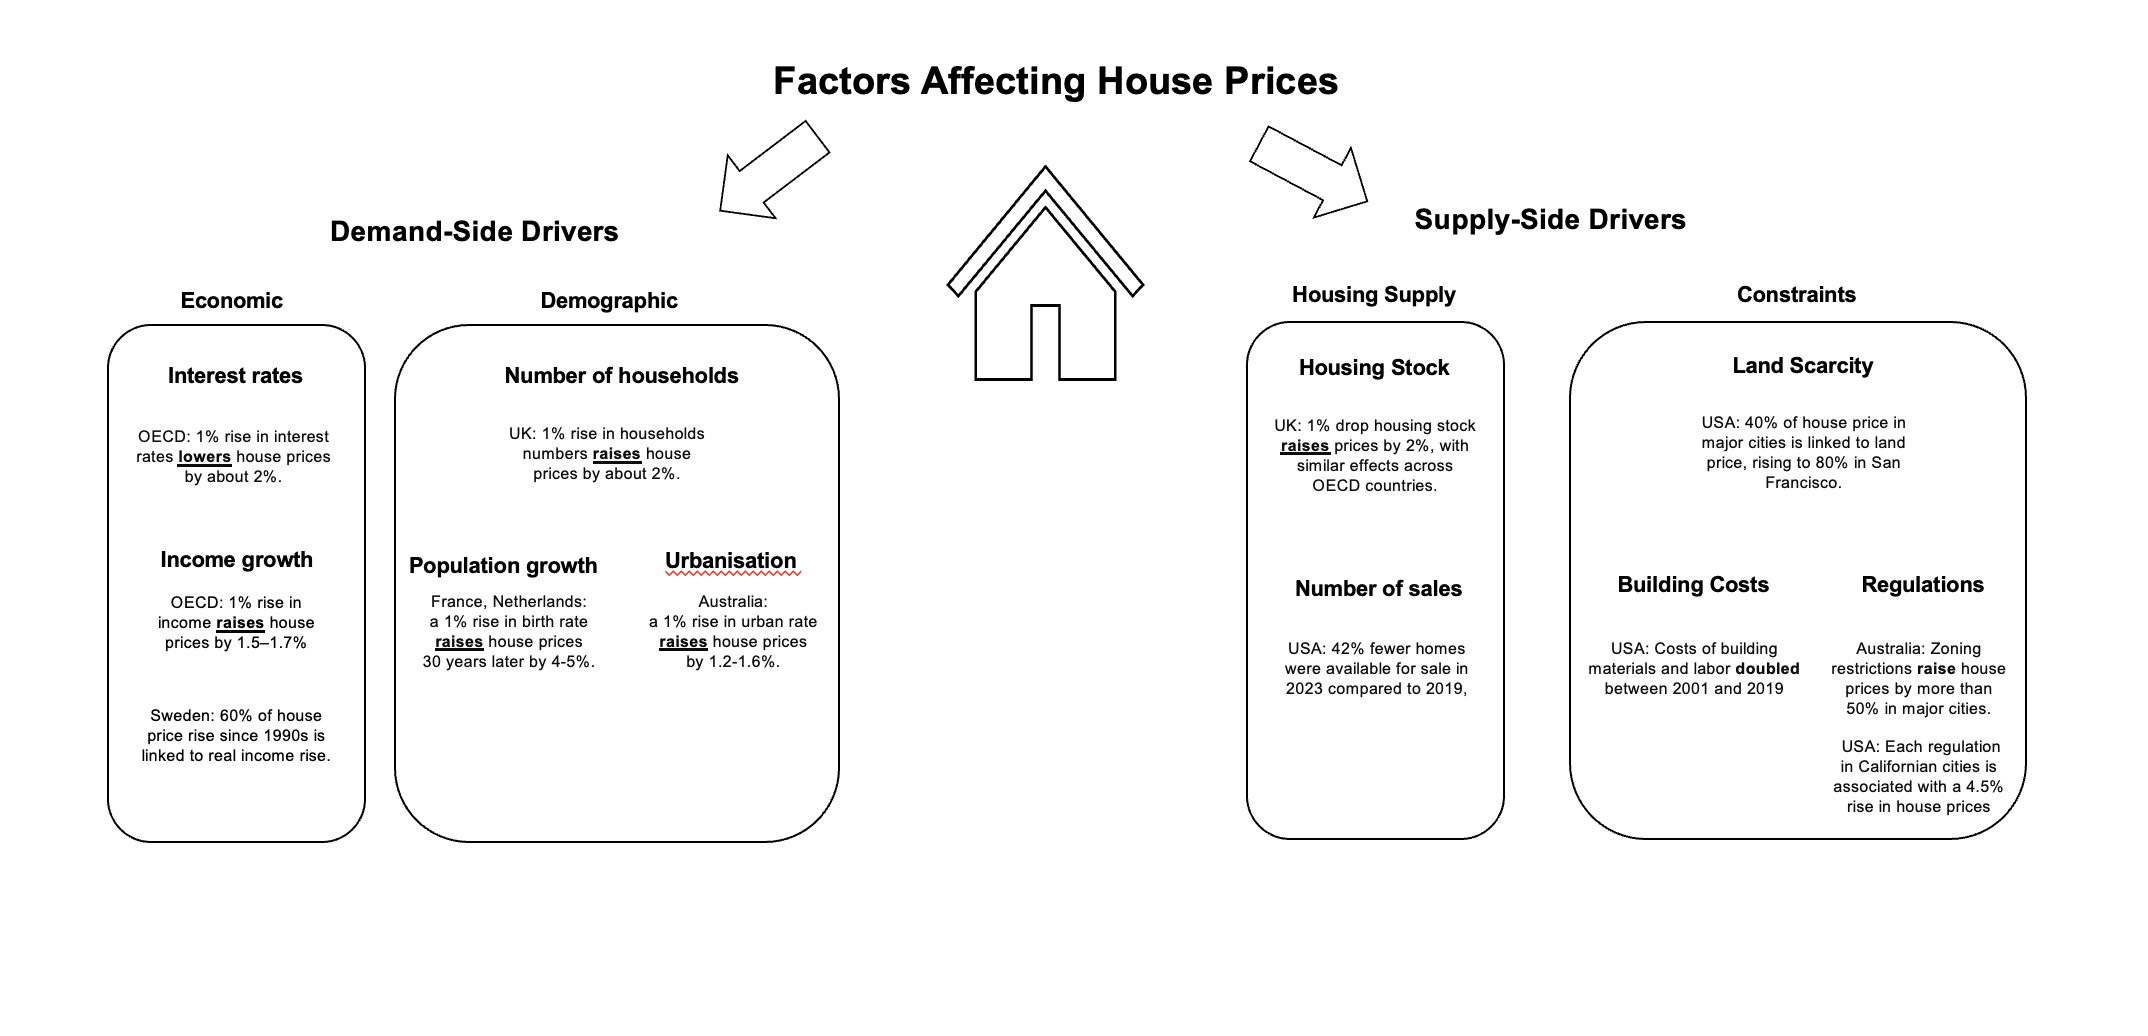 Factors Affecting House Prices
Demand-Side Drivers
Economic
Interest rates
OECD: 1% rise in interest
rates lowers house prices
by about 2%.
Income growth
OECD: 1% rise in
income raises house
prices by 1.5–1.7%
Sweden: 60% of house
price rise since 1990s is
linked to real income rise.
Demographic
Number of households
UK: 1% rise in households
numbers raises house
prices by about 2%.
Population growth
France, Netherlands:
a 1% rise in birth rate
raises house prices
30 years later by 4-5%.
Urbanisation
Australia:
a 1% rise in urban rate
raises house prices
by 1.2-1.6%.
Supply-Side Drivers
Housing Supply
Housing Stock
UK: 1% drop housing stock
raises prices by 2%, with
similar effects across
OECD countries.
Number of sales
USA: 42% fewer homes
were available for sale in
2023 compared to 2019,
Constraints
Land Scarcity
USA: 40% of house price in
major cities is linked to land
price, rising to 80% in San
Francisco.
Building Costs
USA: Costs of building
materials and labor doubled
between 2001 and 2019
Regulations
Australia: Zoning
restrictions raise house
prices by more than
50% in major cities.
USA: Each regulation
in Californian cities is
associated with a 4.5%
rise in house prices